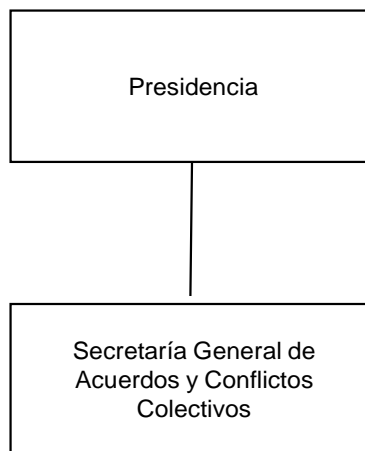 Presidencia
Secretaría General de
Acuerdos y Conflictos
Colectivos